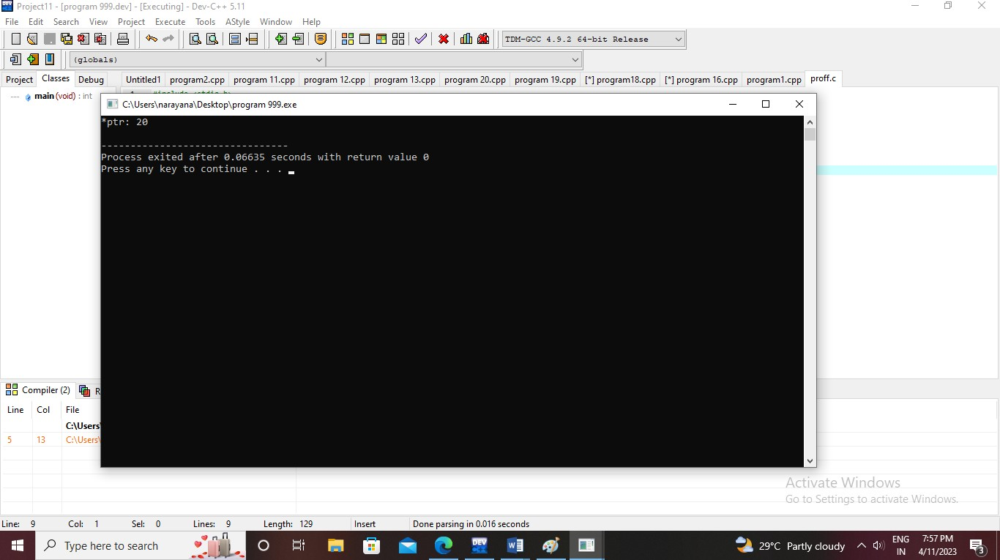 Project11 - [program 999.dev] - [Executing] - Dev-C++ 5.11
File Edit Search View Project Execute Tools AStyle Window Help
TDM-GCC 4.9.2 64-bit Release
(globals)
Project Classes Debug Untitled1 program2.cpp program 11.cpp program 12.cpp program 13.cpp program 20.cpp program 19.cpp [*] program18.cpp [*] program 16.cpp program1.cpp proff.c
main (void) : int
C:\Users\narayana\Desktop\program 999.exe
*ptr: 20
--------------------------------
Process exited after 0.06635 seconds with return value 0
Press any key to continue . . .
Compiler (2) R
Line Col File
C:\Users\
5 13 C:\Users\
Activate Windows
Go to Settings to activate Windows.
Line: 9 Col: 1 Sel: 0 Lines: 9 Length: 129 Insert Done parsing in 0.016 seconds
Type here to search
DEV
29°C Partly cloudy
ENG
IN
7:57 PM
4/11/2023
3